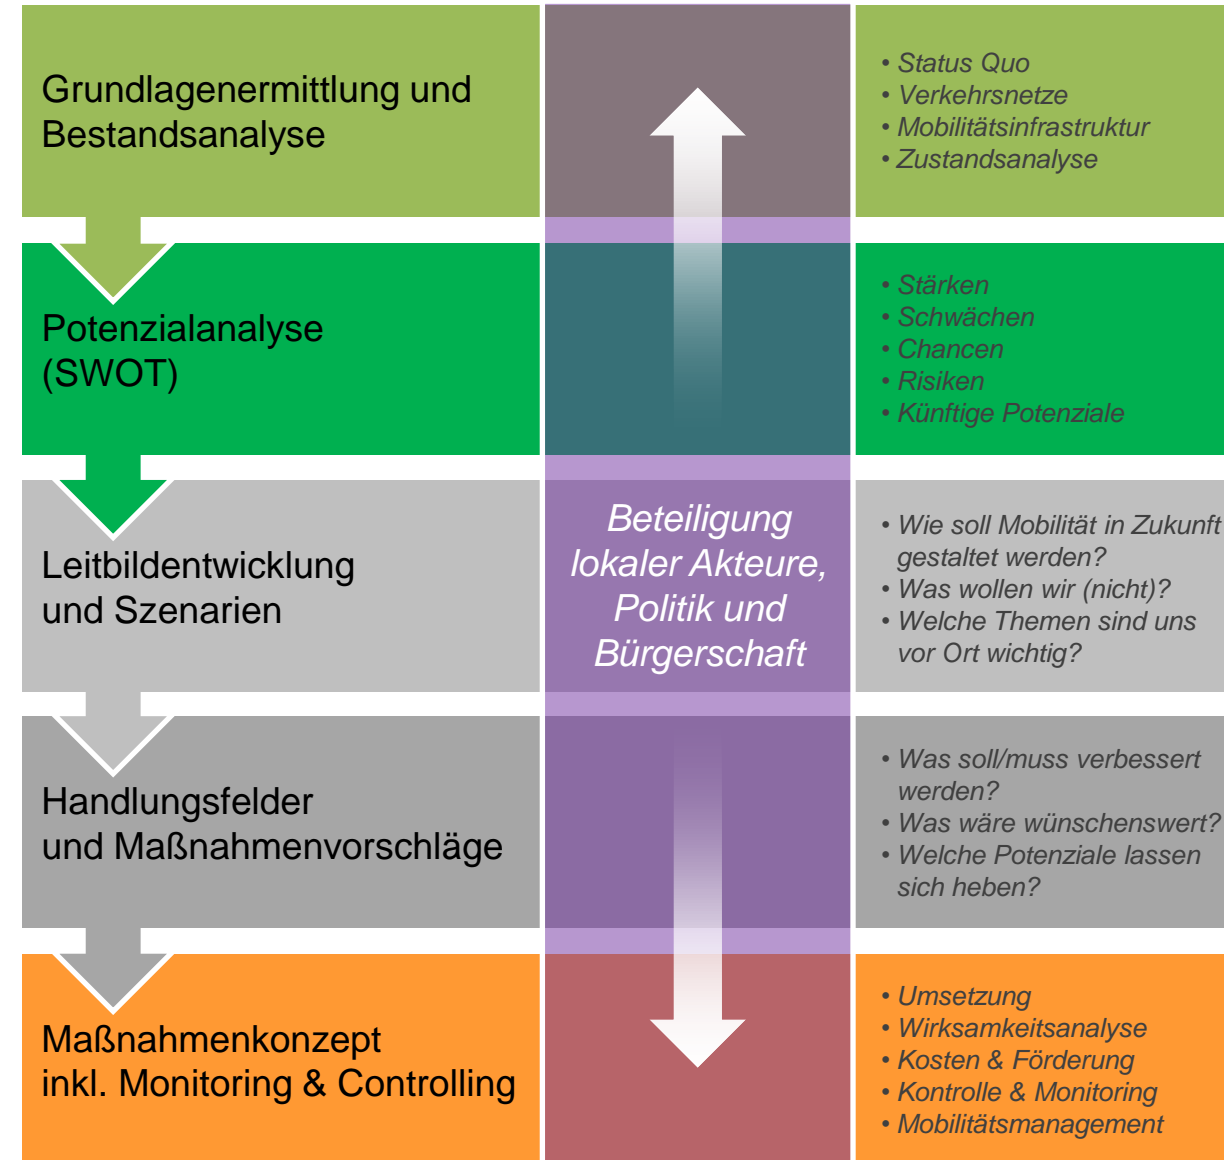 Grundlagenermittlung und
Bestandsanalyse
• Status Quo
• Verkehrsnetze
• Mobilitätsinfrastruktur
• Zustandsanalyse
Potenzialanalyse
(SWOT)
• Stärken
• Schwächen
• Chancen
• Risiken
• Künftige Potenziale
Leitbildentwicklung
und Szenarien
Beteiligung
lokaler Akteure,
Politik und
Bürgerschaft
• Wie soll Mobilität in Zukunft
gestaltet werden?
• Was wollen wir (nicht)?
• Welche Themen sind uns
vor Ort wichtig?
Handlungsfelder
und Maßnahmenvorschläge
• Was soll/muss verbessert
werden?
• Was wäre wünschenswert?
• Welche Potenziale lassen
sich heben?
Maßnahmenkonzept
inkl. Monitoring & Controlling
• Umsetzung
• Wirksamkeitsanalyse
• Kosten & Förderung
• Kontrolle & Monitoring
• Mobilitätsmanagement